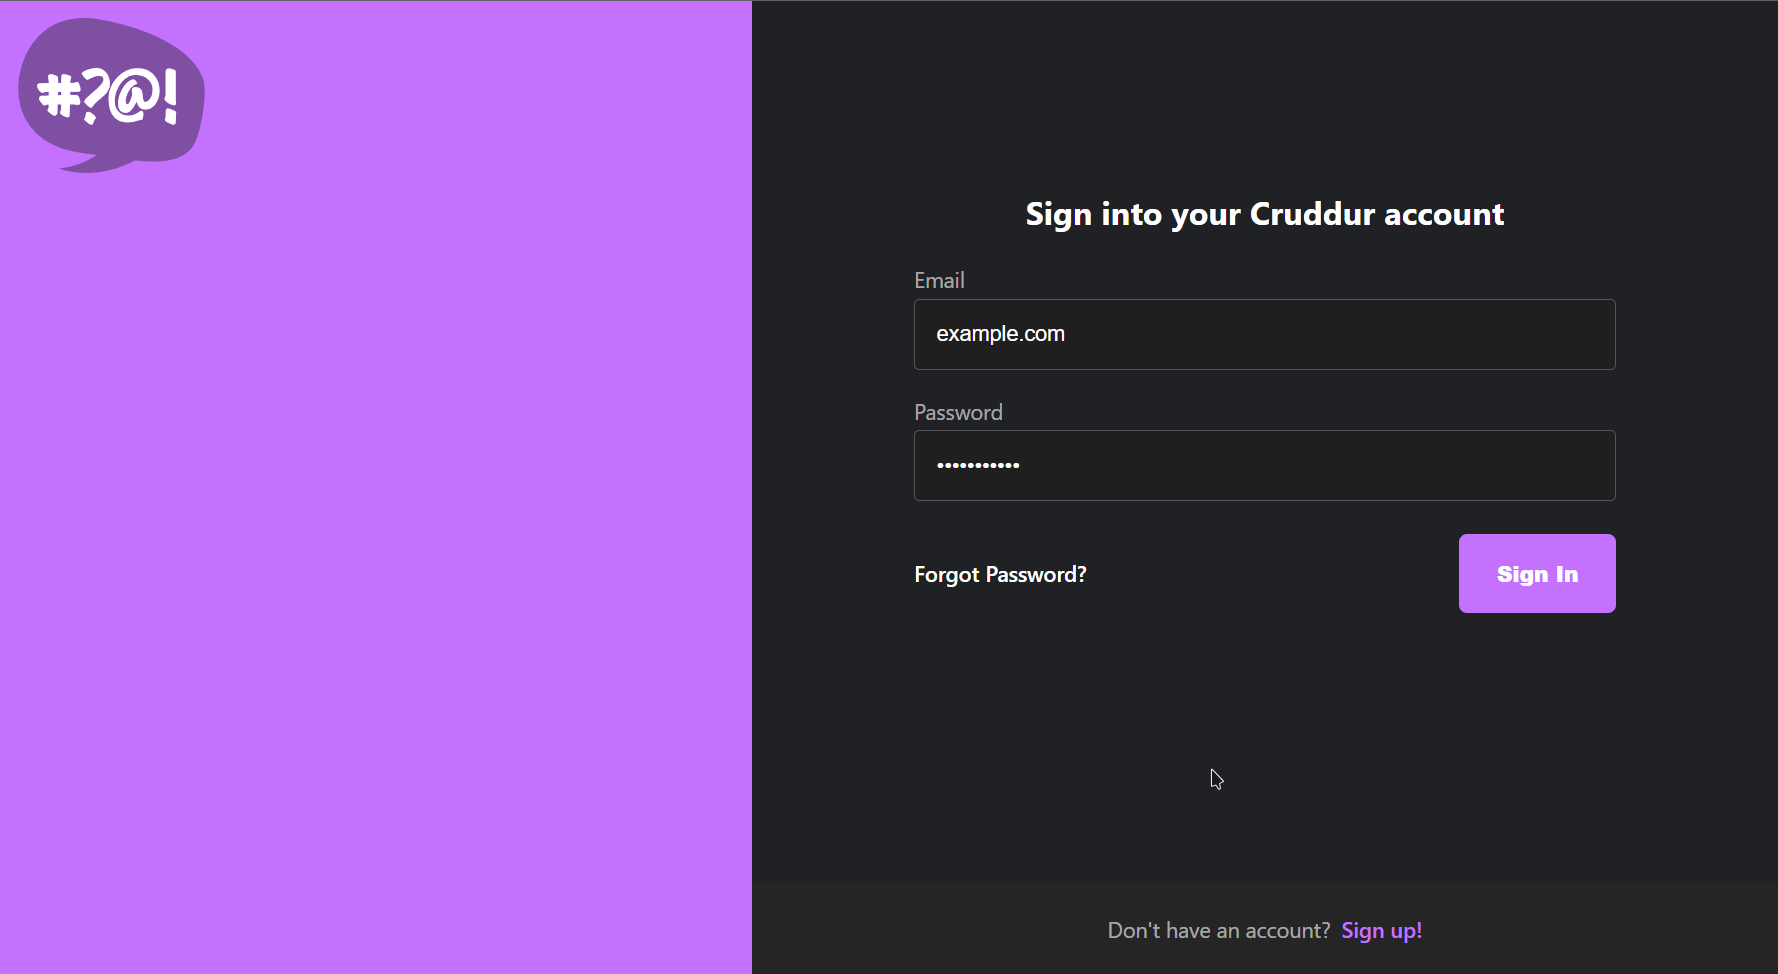 #?@!
Sign into your Cruddur account
Email
example.com
Password
•••••••••••
Forgot Password?
Sign In
Don't have an account? Sign up!